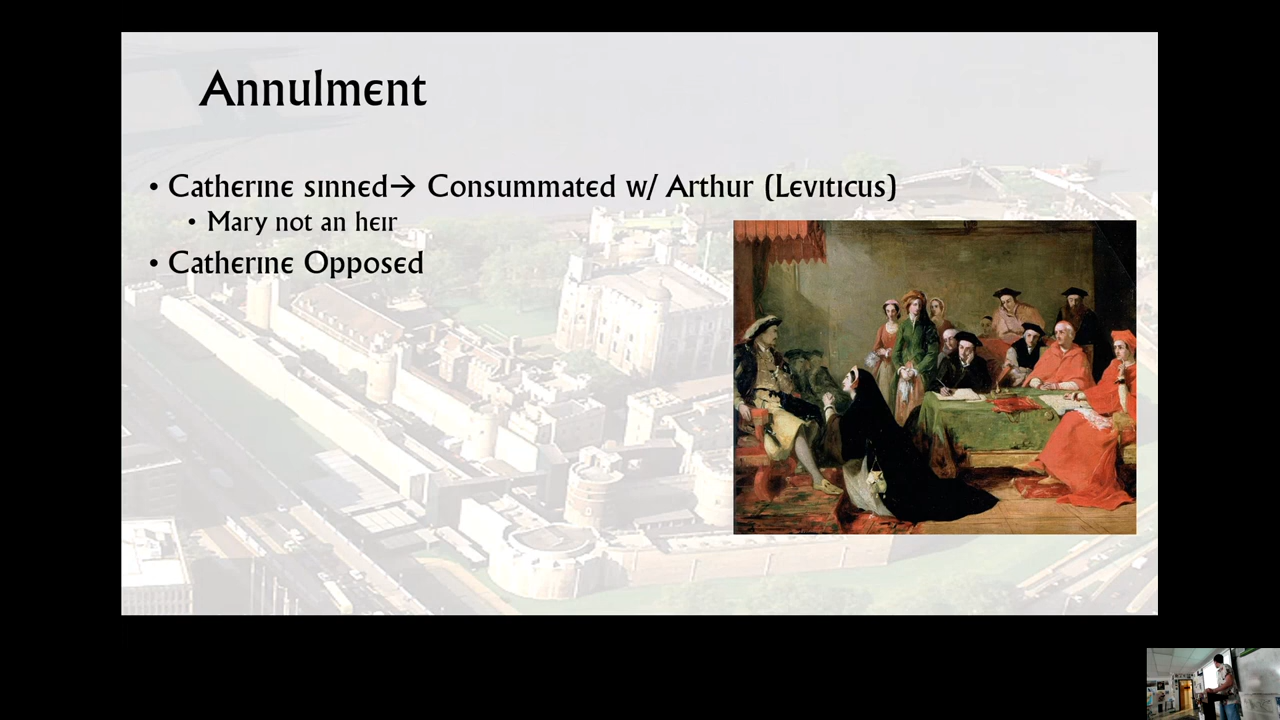 Annulment
• Catherine sinned→ Consummated w/ Arthur (Leviticus)
• Mary not an heir
• Catherine Opposed